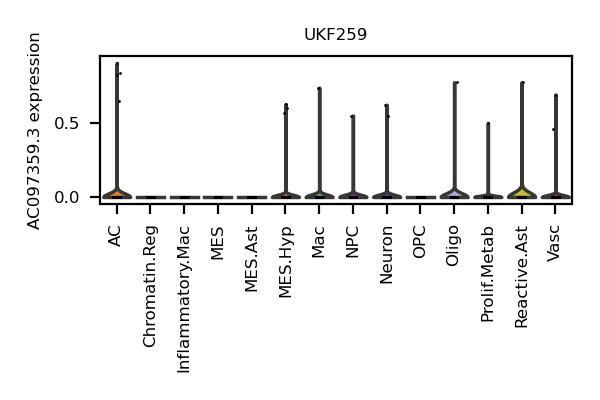 UKF259
AC097359.3 expression
0.5
0.0
AC
Chromatin.Reg
Inflammatory.Mac
MES
MES.Ast
MES.Hyp
Mac
NPC
Neuron
OPC
Oligo
Prolif.Metab
Reactive.Ast
Vasc